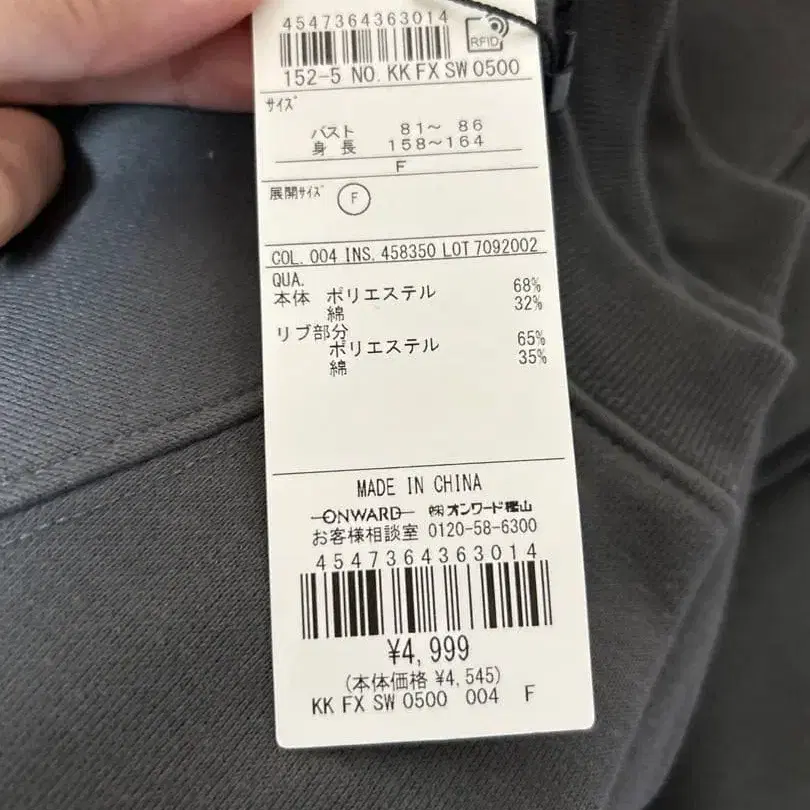 4547364363014
RFID
152-5 NO. KK FX SW 0500
サイズ
バスト 81～ 86
身長 158～164
F
展開サイズ F
COL. 004 INS. 458350 LOT 7092002
QUA.
本体 ポリエステル 68%
綿 32%
リブ部分
ポリエステル 65%
綿 35%
MADE IN CHINA
ONWARD ㈱オンワード樫山
お客様相談室 0120-58-6300
4547364363014
¥4,999
(本体価格 ¥4,545)
KK FX SW 0500 004 F